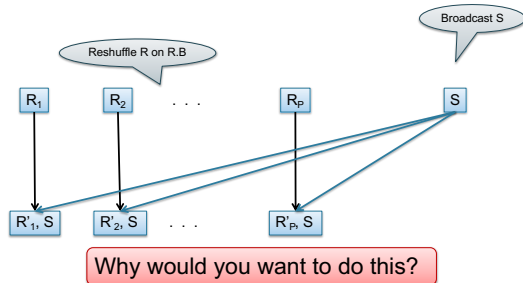 Broadcast S
Reshuffle R on R.B
R1 R2 . . . RP S
R'1, S R'2, S . . . R'P, S
Why would you want to do this?